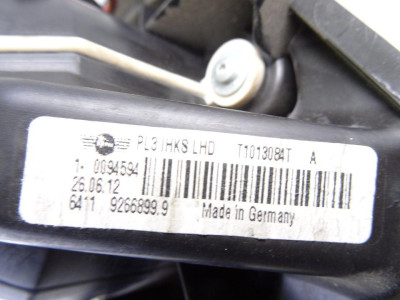 PL3 IHKS LHD T1013084T A
1- 0094594
26.06.12
6411 9266899.9 Made in Germany